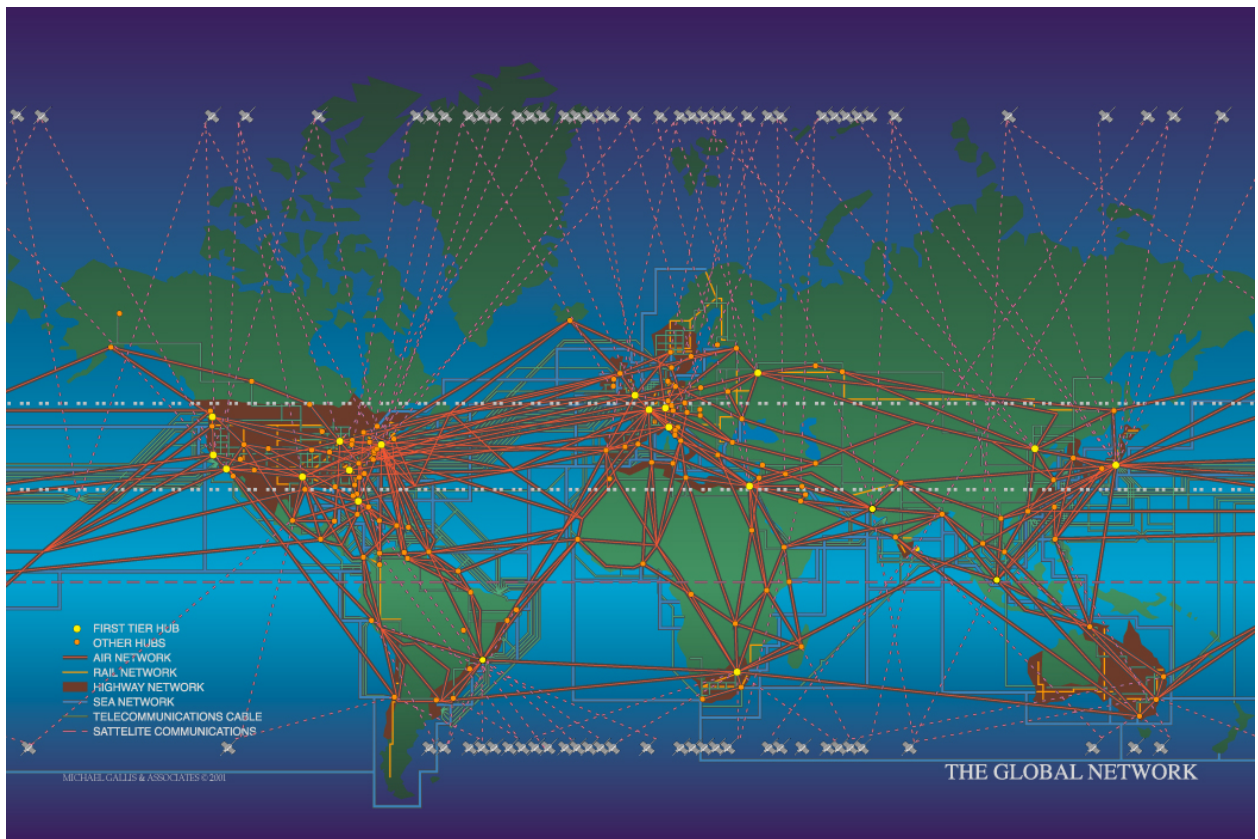 FIRST TIER HUB
OTHER HUBS
AIR NETWORK
RAIL NETWORK
HIGHWAY NETWORK
SEA NETWORK
TELECOMMUNICATIONS CABLE
SATTELITE COMMUNICATIONS
MICHAEL GALLIS & ASSOCIATES © 2001
THE GLOBAL NETWORK